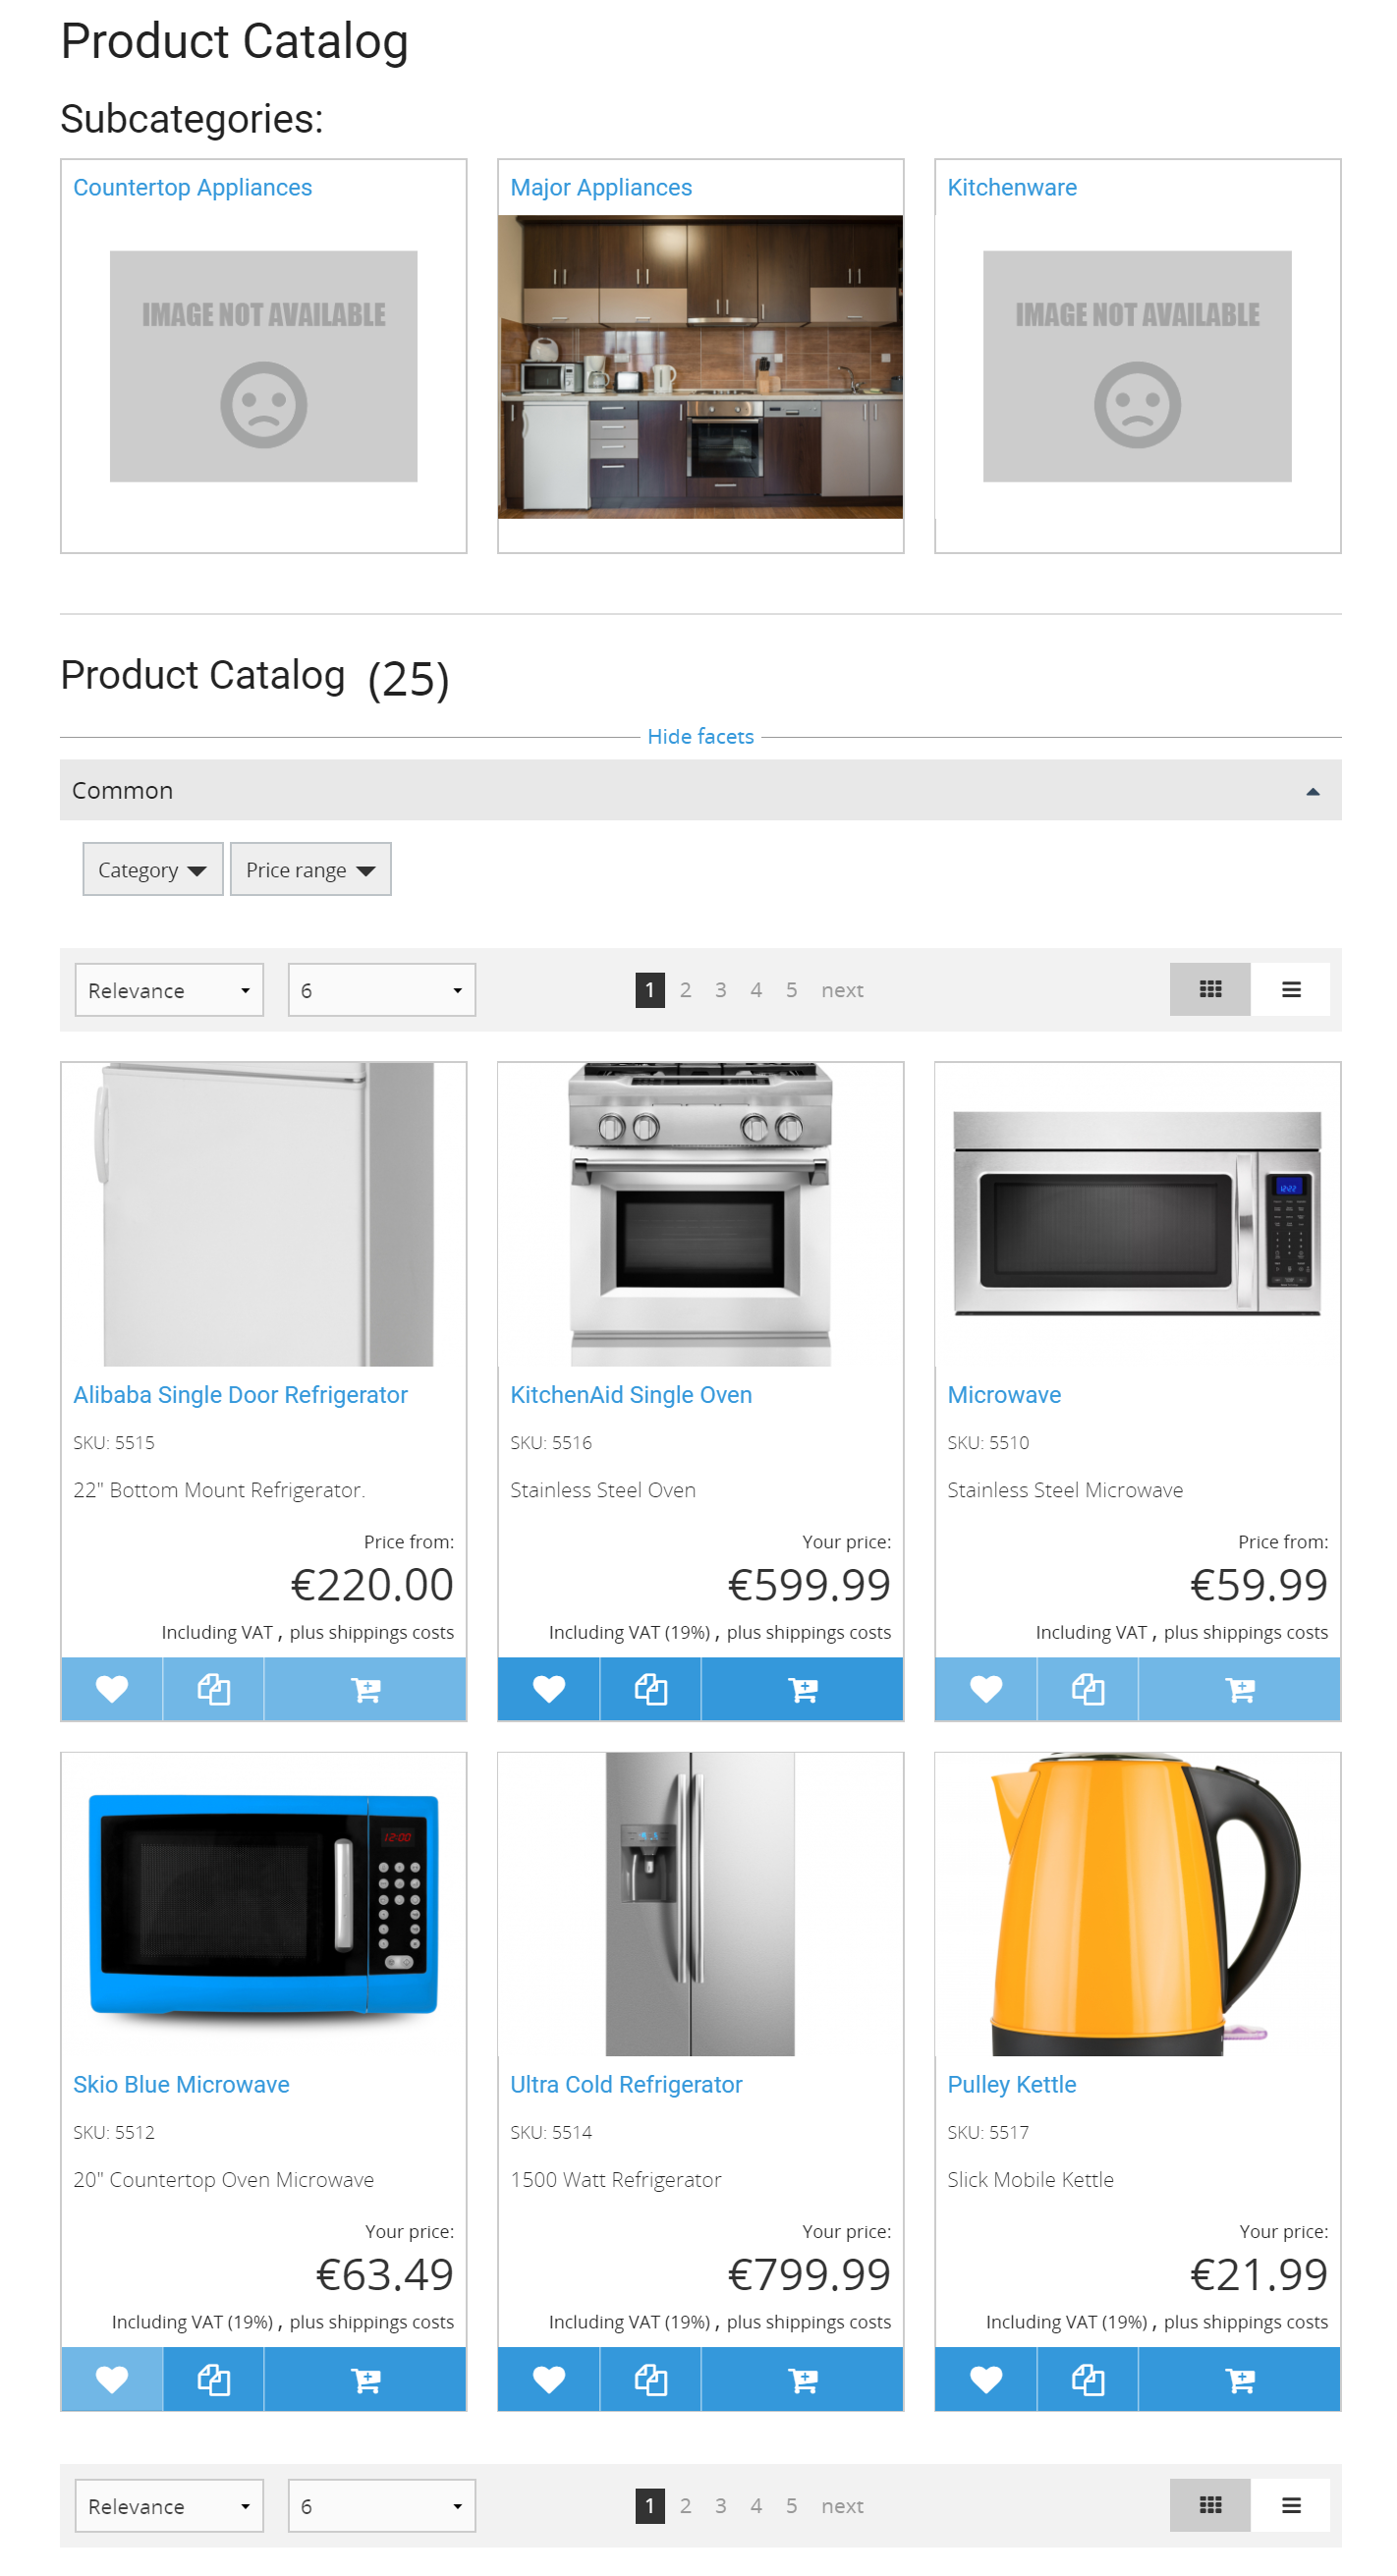 Product Catalog
Subcategories:
Countertop Appliances
Major Appliances
Kitchenware
IMAGE NOT AVAILABLE
IMAGE NOT AVAILABLE
Product Catalog (25)
Hide facets
Common
Category
Price range
Relevance
6
1 2 3 4 5 next
12:22
Alibaba Single Door Refrigerator
SKU: 5515
22" Bottom Mount Refrigerator.
Price from:
€220.00
Including VAT , plus shippings costs
KitchenAid Single Oven
SKU: 5516
Stainless Steel Oven
Your price:
€599.99
Including VAT (19%) , plus shippings costs
Microwave
SKU: 5510
Stainless Steel Microwave
Price from:
€59.99
Including VAT , plus shippings costs
12:00
Skio Blue Microwave
SKU: 5512
20" Countertop Oven Microwave
Your price:
€63.49
Including VAT (19%) , plus shippings costs
Ultra Cold Refrigerator
SKU: 5514
1500 Watt Refrigerator
Your price:
€799.99
Including VAT (19%) , plus shippings costs
Pulley Kettle
SKU: 5517
Slick Mobile Kettle
Your price:
€21.99
Including VAT (19%) , plus shippings costs
Relevance
6
1 2 3 4 5 next